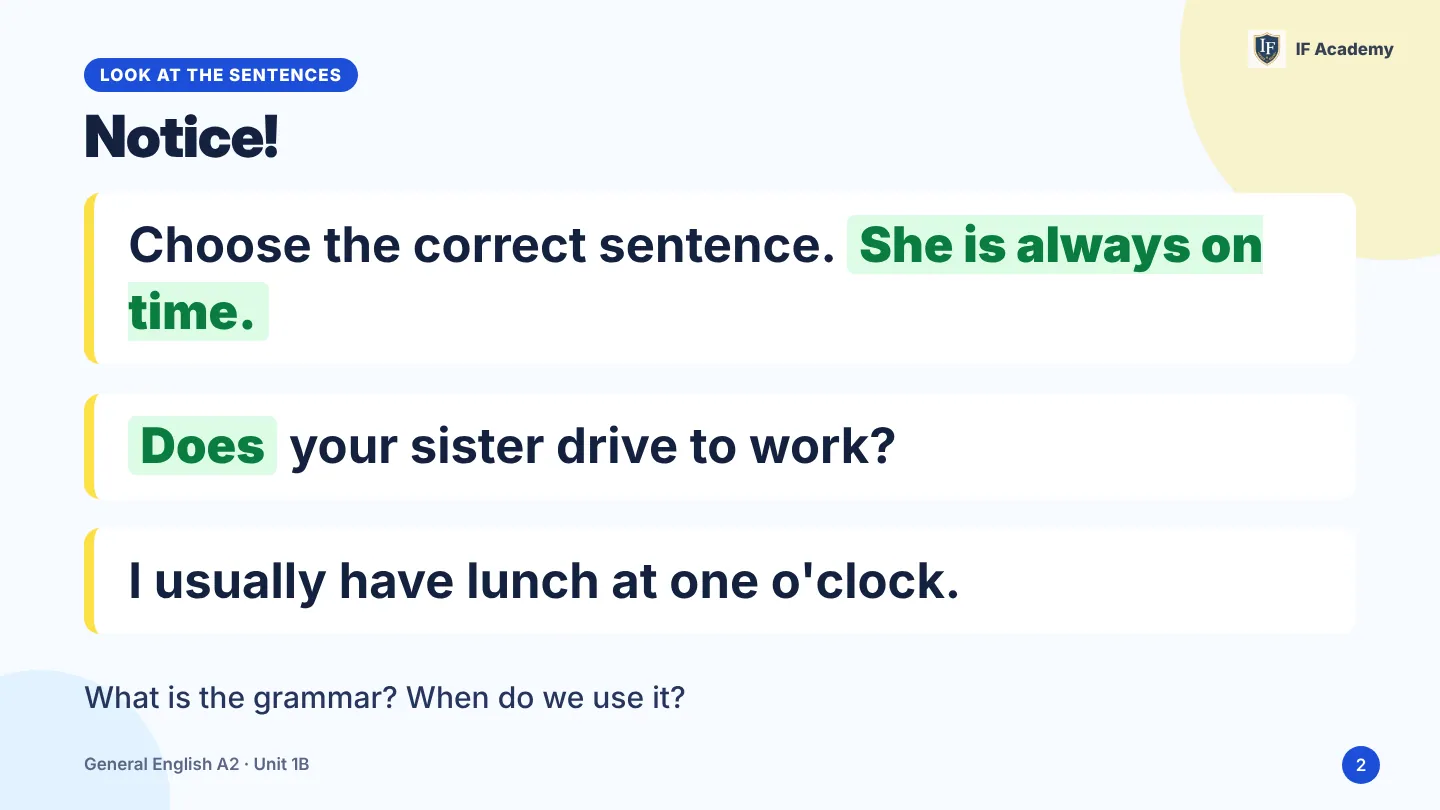 IF IF Academy
LOOK AT THE SENTENCES
Notice!
Choose the correct sentence. She is always on
time.
Does your sister drive to work?
I usually have lunch at one o'clock.
What is the grammar? When do we use it?
General English A2 · Unit 1B
2